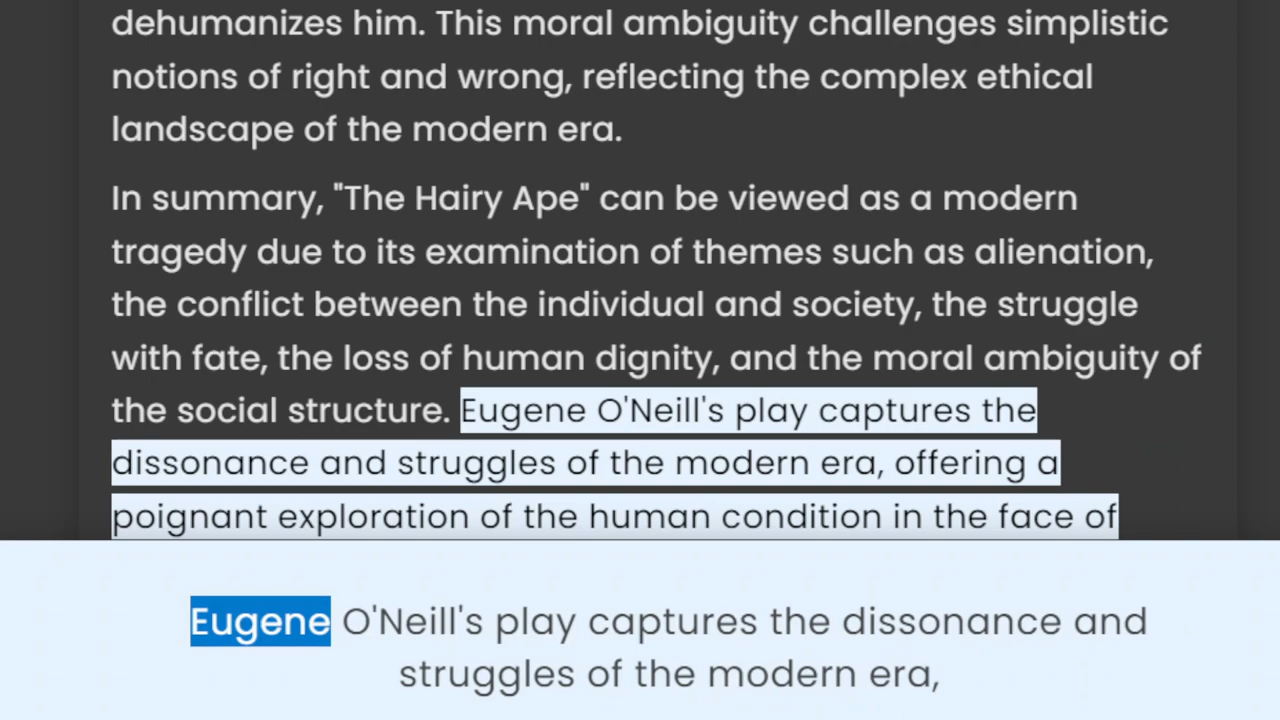 dehumanizes him. This moral ambiguity challenges simplistic
notions of right and wrong, reflecting the complex ethical
landscape of the modern era.
In summary, "The Hairy Ape" can be viewed as a modern
tragedy due to its examination of themes such as alienation,
the conflict between the individual and society, the struggle
with fate, the loss of human dignity, and the moral ambiguity of
the social structure. Eugene O'Neill's play captures the
dissonance and struggles of the modern era, offering a
poignant exploration of the human condition in the face of
Eugene O'Neill's play captures the dissonance and
struggles of the modern era,